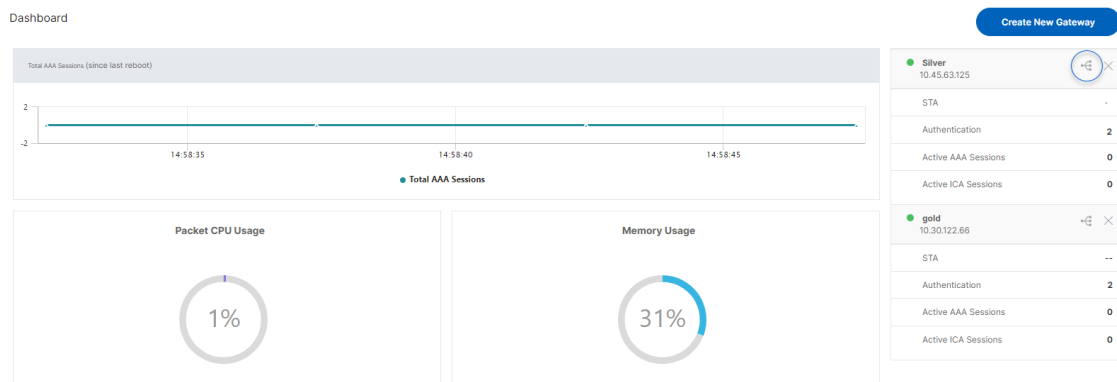 Dashboard
Create New Gateway
Total AAA Sessions (since last reboot)
2
-2
14:58:35
14:58:40
14:58:45
Total AAA Sessions
Packet CPU Usage
1%
Memory Usage
31%
Silver
10.45.63.125
STA -
Authentication 2
Active AAA Sessions 0
Active ICA Sessions 0
gold
10.30.122.66
STA --
Authentication 2
Active AAA Sessions 0
Active ICA Sessions 0